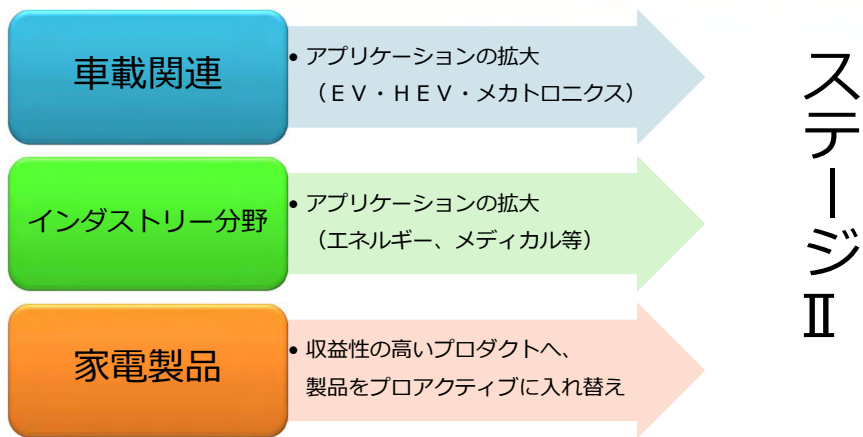 車載関連
• アプリケーションの拡大
（ＥＶ・ＨＥＶ・メカトロニクス）
インダストリー分野
• アプリケーションの拡大
（エネルギー、メディカル等）
家電製品
• 収益性の高いプロダクトへ、
製品をプロアクティブに入れ替え
ステージⅡ